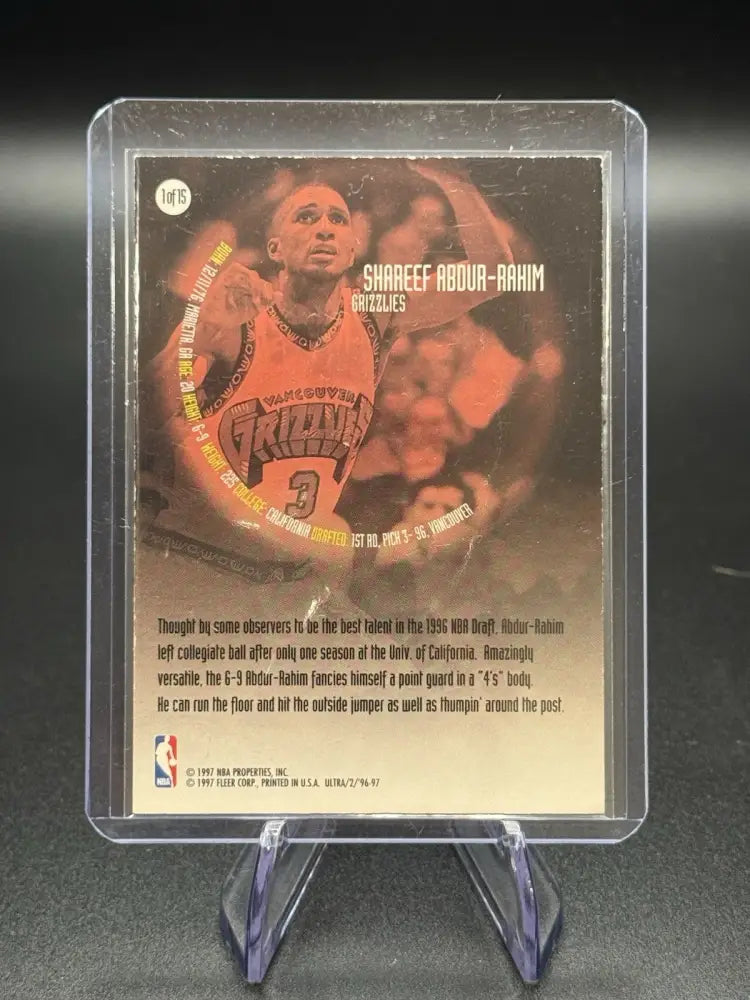 1 of 15
SHAREEF ABDUR-RAHIM
GRIZZLIES
BORN: 12/11/76, MARIETTA, GA AGE: 20 HEIGHT: 6-9 WEIGHT: 225 COLLEGE: CALIFORNIA DRAFTED: 1ST RD, PICK 3- 96, VANCOUVER
VANCOUVER
GRIZZLIES
3
Thought by some observers to be the best talent in the 1996 NBA Draft, Abdur-Rahim
left collegiate ball after only one season at the Univ. of California. Amazingly
versatile, the 6-9 Abdur-Rahim fancies himself a point guard in a "4's" body.
He can run the floor and hit the outside jumper as well as thumpin' around the post.
NBA
© 1997 NBA PROPERTIES, INC.
© 1997 FLEER CORP., PRINTED IN U.S.A. ULTRA/2/'96-97